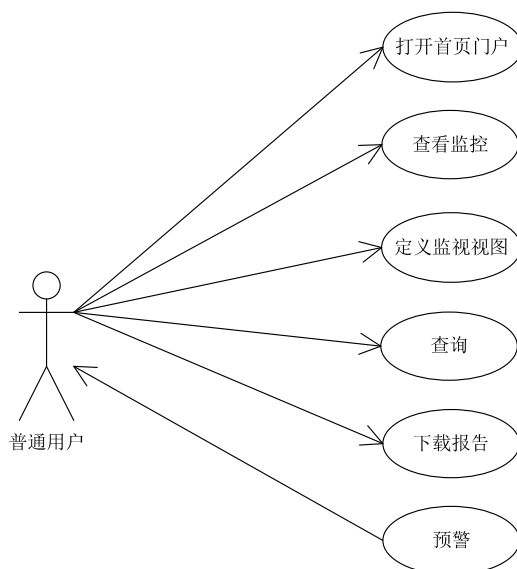 打开首页门户
查看监控
定义监视视图
查询
下载报告
预警
普通用户